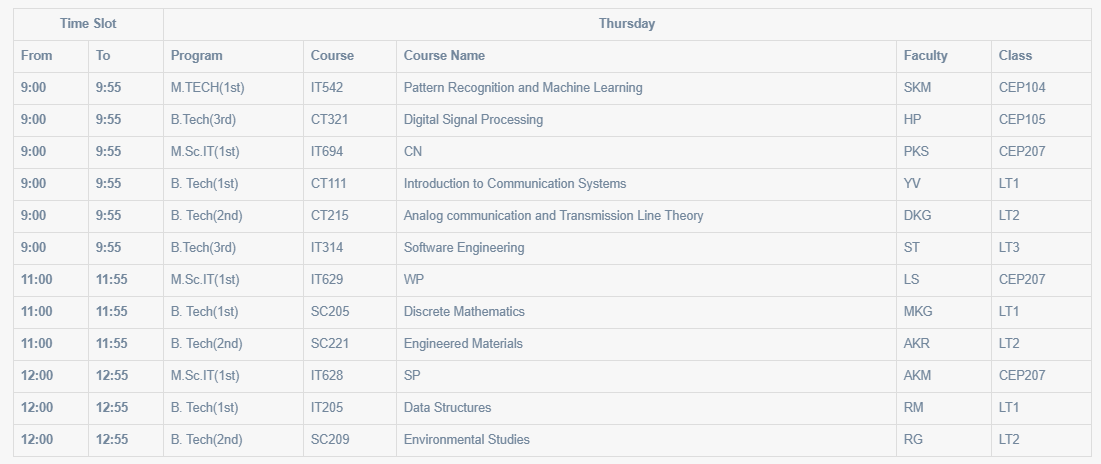 Time Slot Thursday
From To Program Course Course Name Faculty Class
9:00 9:55 M.TECH(1st) IT542 Pattern Recognition and Machine Learning SKM CEP104
9:00 9:55 B.Tech(3rd) CT321 Digital Signal Processing HP CEP105
9:00 9:55 M.Sc.IT(1st) IT694 CN PKS CEP207
9:00 9:55 B. Tech(1st) CT111 Introduction to Communication Systems YV LT1
9:00 9:55 B. Tech(2nd) CT215 Analog communication and Transmission Line Theory DKG LT2
9:00 9:55 B.Tech(3rd) IT314 Software Engineering ST LT3
11:00 11:55 M.Sc.IT(1st) IT629 WP LS CEP207
11:00 11:55 B. Tech(1st) SC205 Discrete Mathematics MKG LT1
11:00 11:55 B. Tech(2nd) SC221 Engineered Materials AKR LT2
12:00 12:55 M.Sc.IT(1st) IT628 SP AKM CEP207
12:00 12:55 B. Tech(1st) IT205 Data Structures RM LT1
12:00 12:55 B. Tech(2nd) SC209 Environmental Studies RG LT2